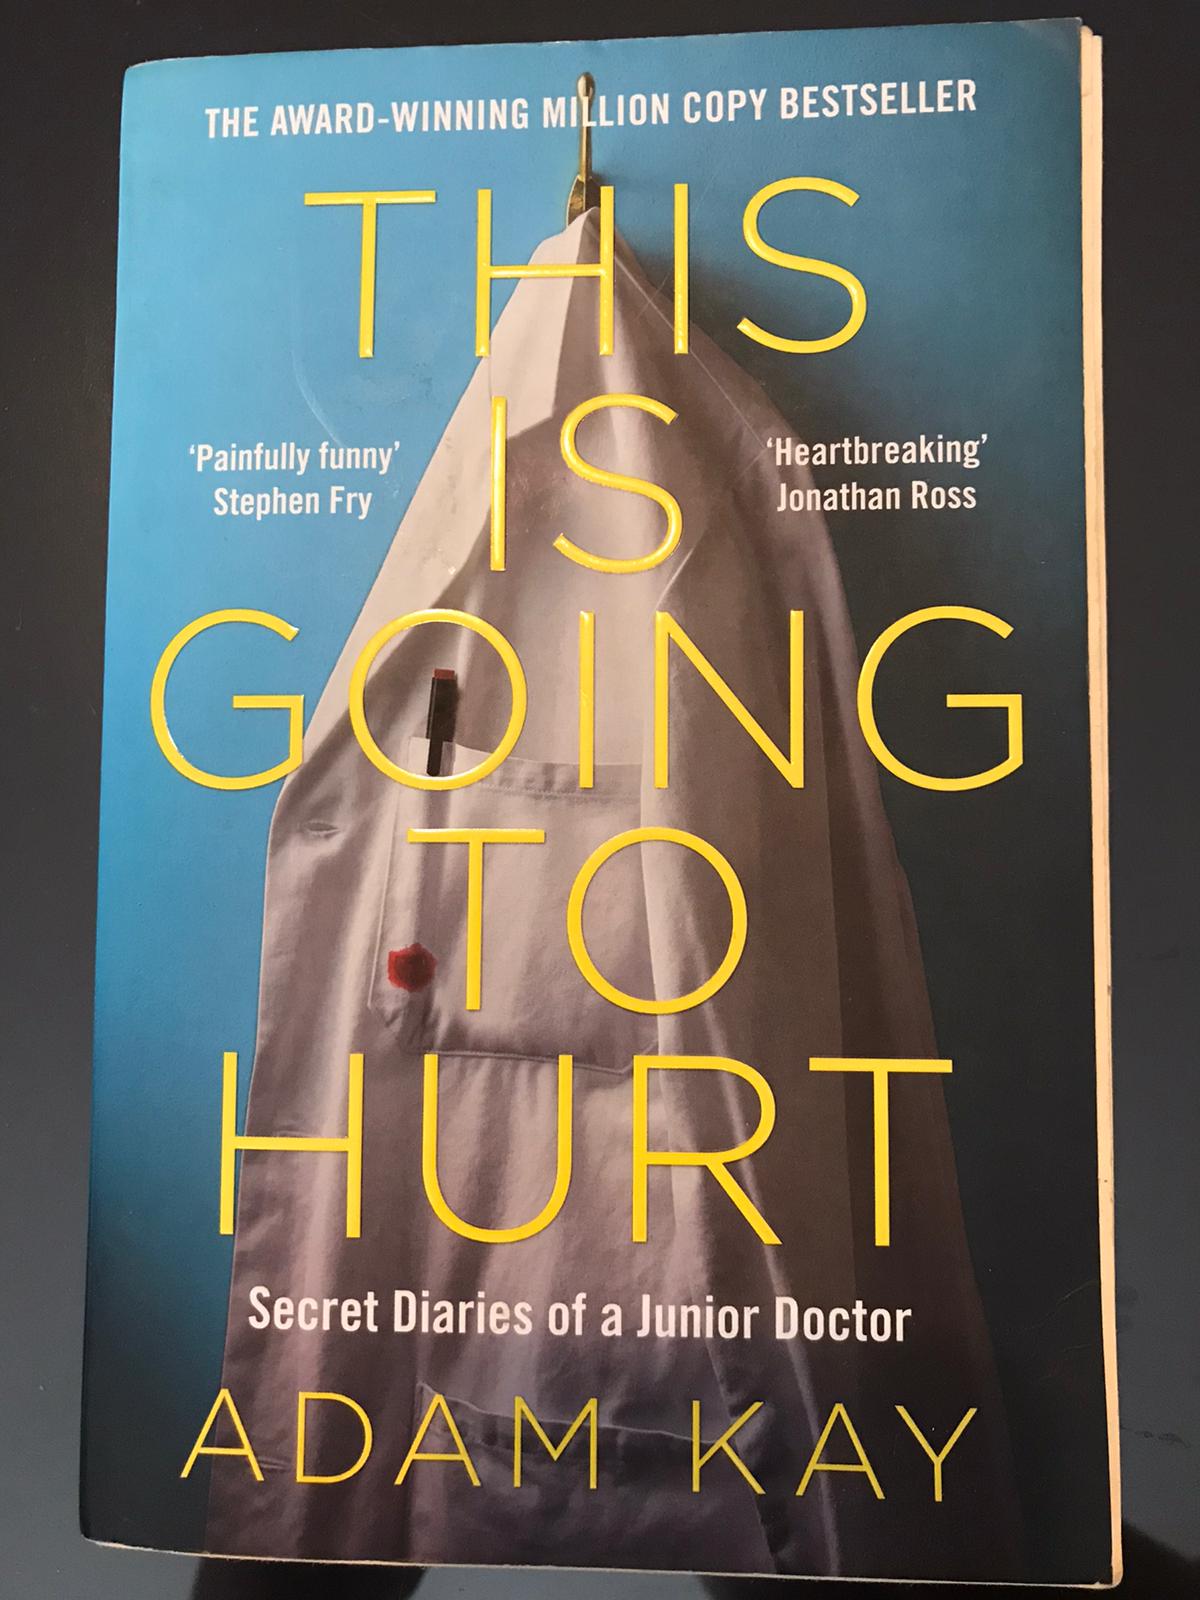 THE AWARD-WINNING MILLION COPY BESTSELLER
THIS
IS
'Painfully funny'
Stephen Fry
'Heartbreaking'
Jonathan Ross
GOING
TO
HURT
Secret Diaries of a Junior Doctor
ADAM KAY